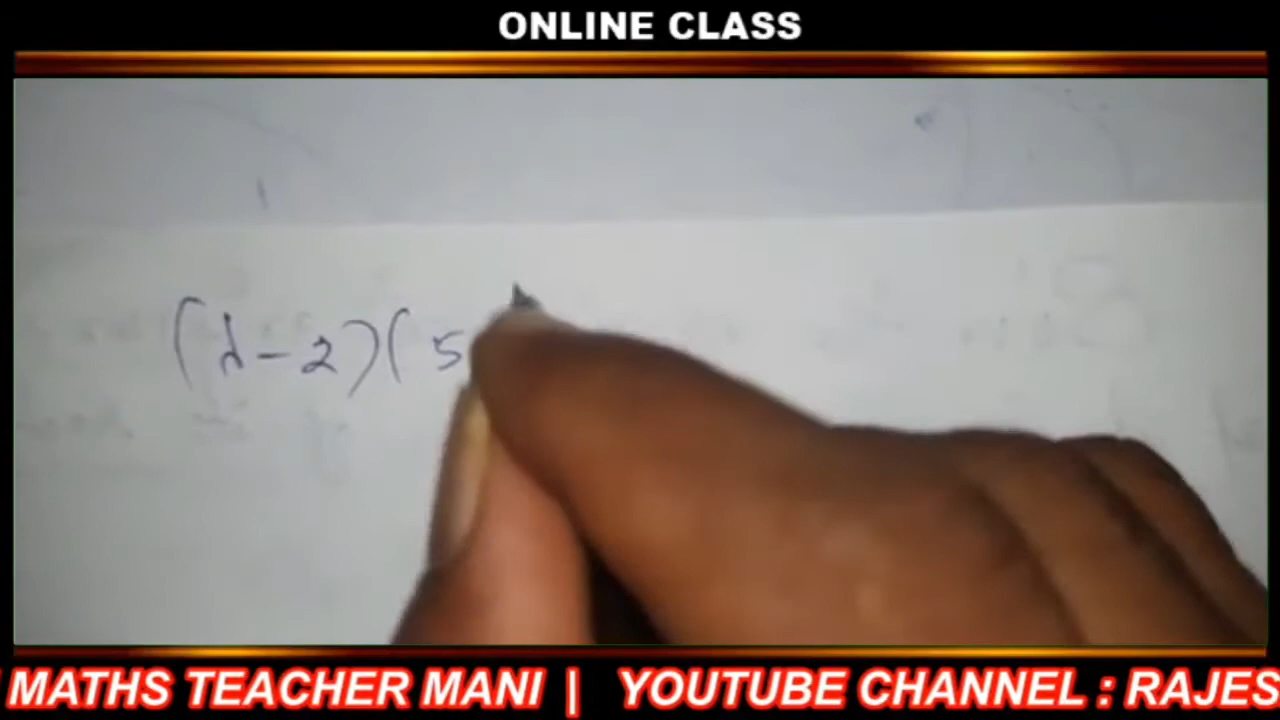 ONLINE CLASS
(λ-2)(5
MATHS TEACHER MANI | YOUTUBE CHANNEL : RAJES